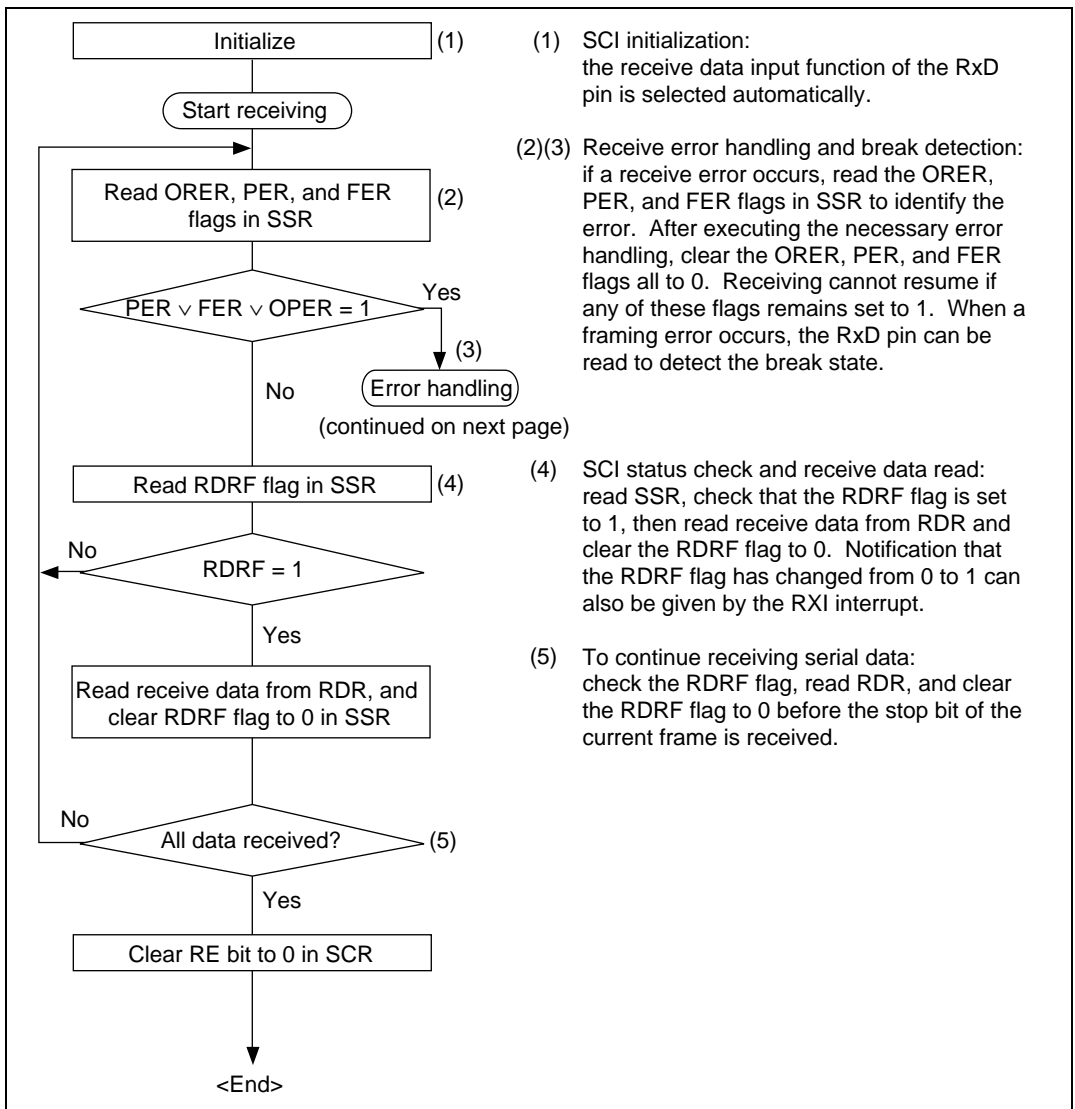 Initialize
(1)
Start receiving
Read ORER, PER, and FER
flags in SSR
(2)
PER ∨ FER ∨ OPER = 1
Yes
(3)
Error handling
(continued on next page)
No
Read RDRF flag in SSR
(4)
No
RDRF = 1
Yes
Read receive data from RDR, and
clear RDRF flag to 0 in SSR
No
All data received?
(5)
Yes
Clear RE bit to 0 in SCR
<End>
(1) SCI initialization:
the receive data input function of the RxD
pin is selected automatically.
(2)(3) Receive error handling and break detection:
if a receive error occurs, read the ORER,
PER, and FER flags in SSR to identify the
error. After executing the necessary error
handling, clear the ORER, PER, and FER
flags all to 0. Receiving cannot resume if
any of these flags remains set to 1. When a
framing error occurs, the RxD pin can be
read to detect the break state.
(4) SCI status check and receive data read:
read SSR, check that the RDRF flag is set
to 1, then read receive data from RDR and
clear the RDRF flag to 0. Notification that
the RDRF flag has changed from 0 to 1 can
also be given by the RXI interrupt.
(5) To continue receiving serial data:
check the RDRF flag, read RDR, and clear
the RDRF flag to 0 before the stop bit of the
current frame is received.